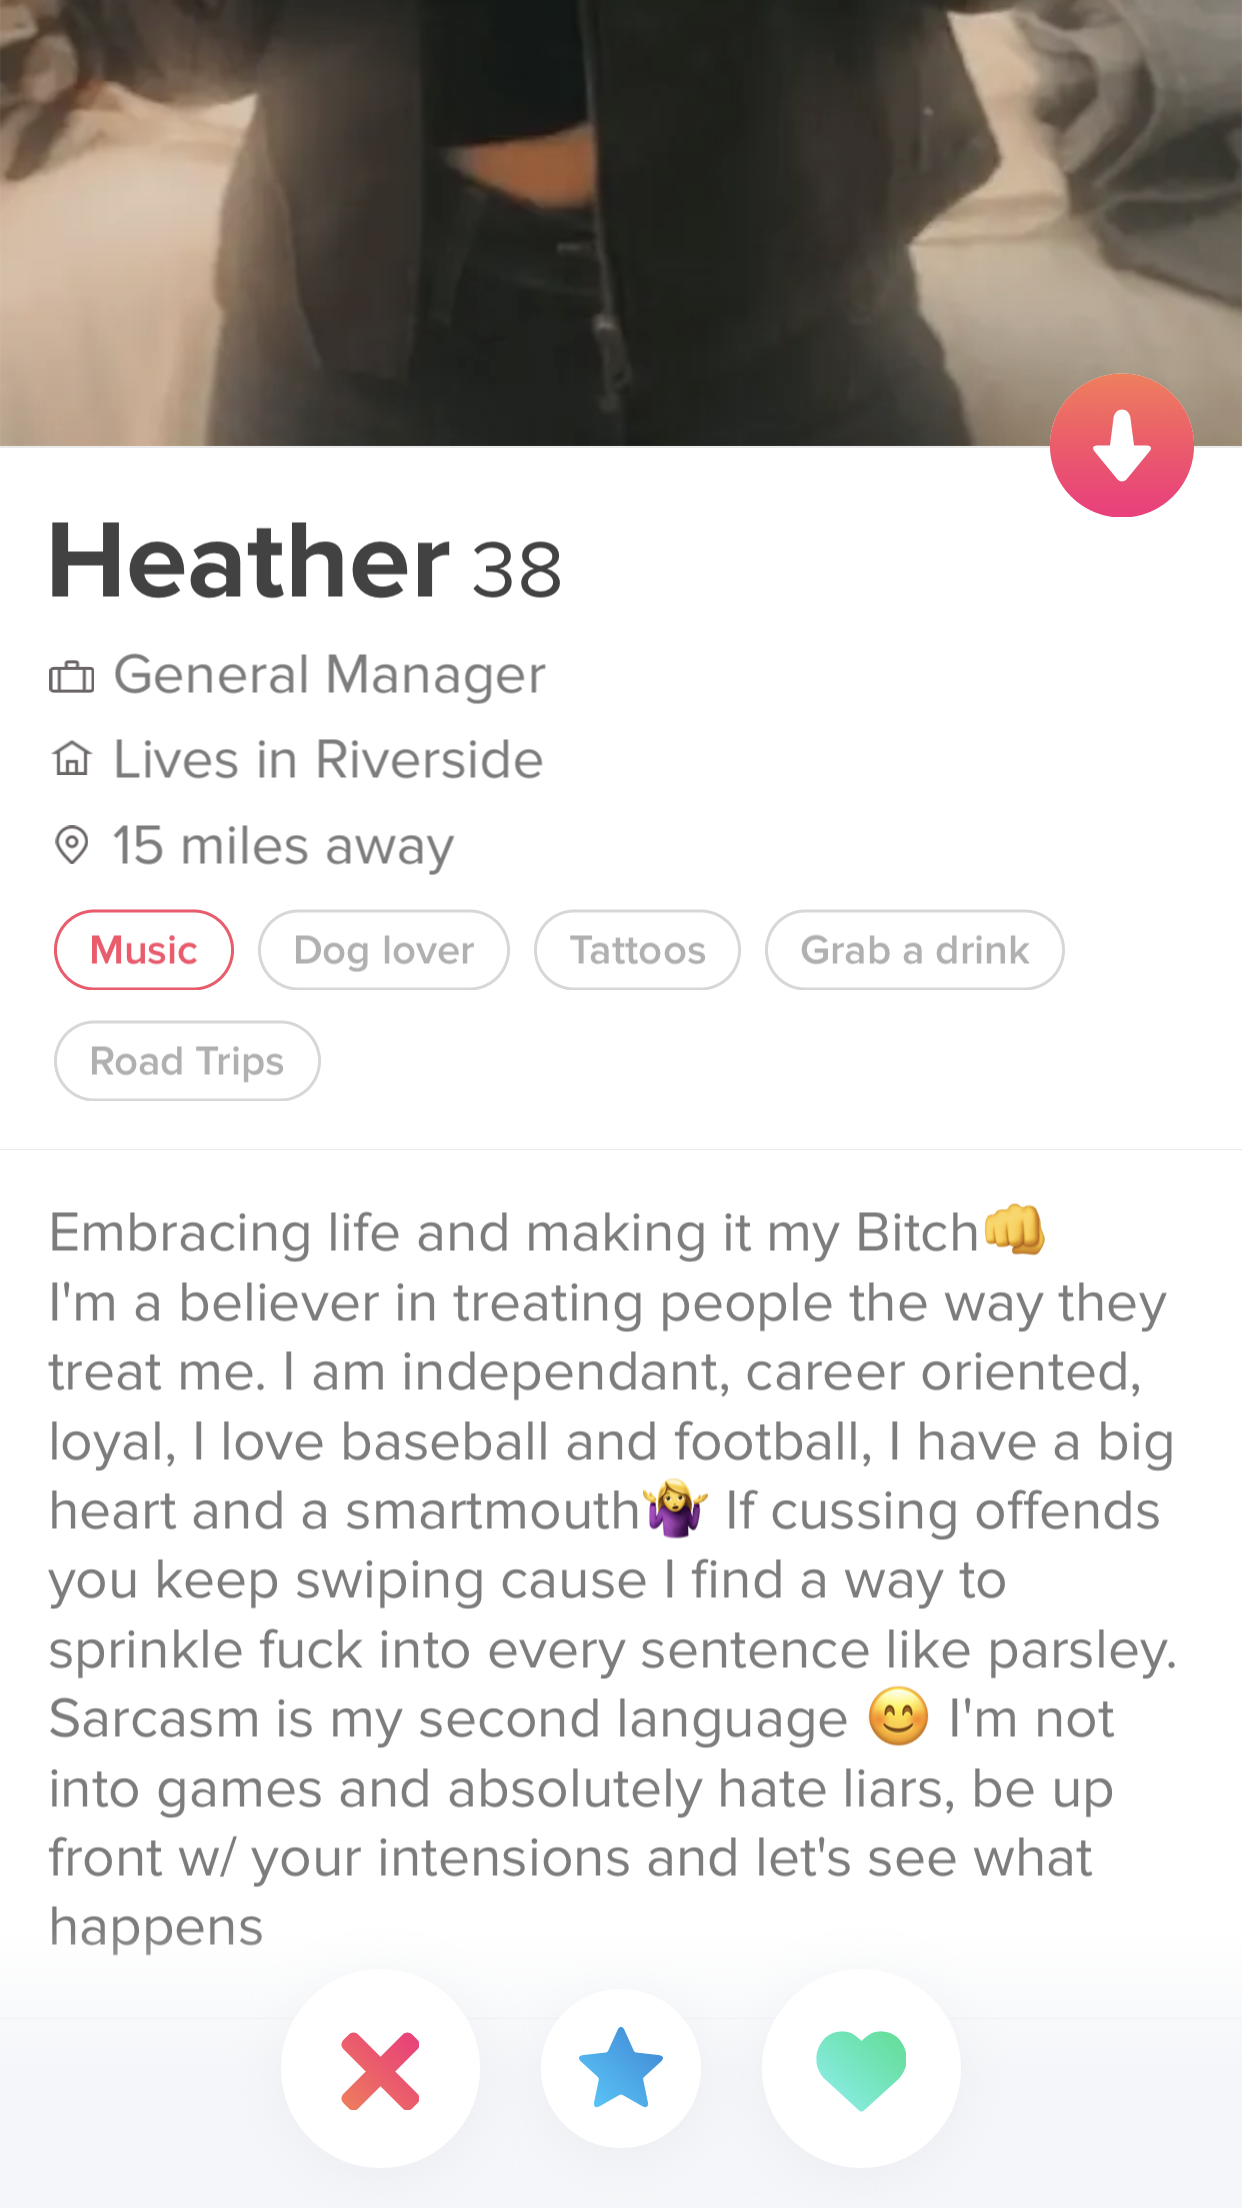 Heather 38
General Manager
Lives in Riverside
15 miles away
Music Dog lover Tattoos Grab a drink
Road Trips
Embracing life and making it my Bitch👊
I'm a believer in treating people the way they
treat me. I am independant, career oriented,
loyal, I love baseball and football, I have a big
heart and a smartmouth🤷‍♀️ If cussing offends
you keep swiping cause I find a way to
sprinkle fuck into every sentence like parsley.
Sarcasm is my second language 😊 I'm not
into games and absolutely hate liars, be up
front w/ your intensions and let's see what
happens